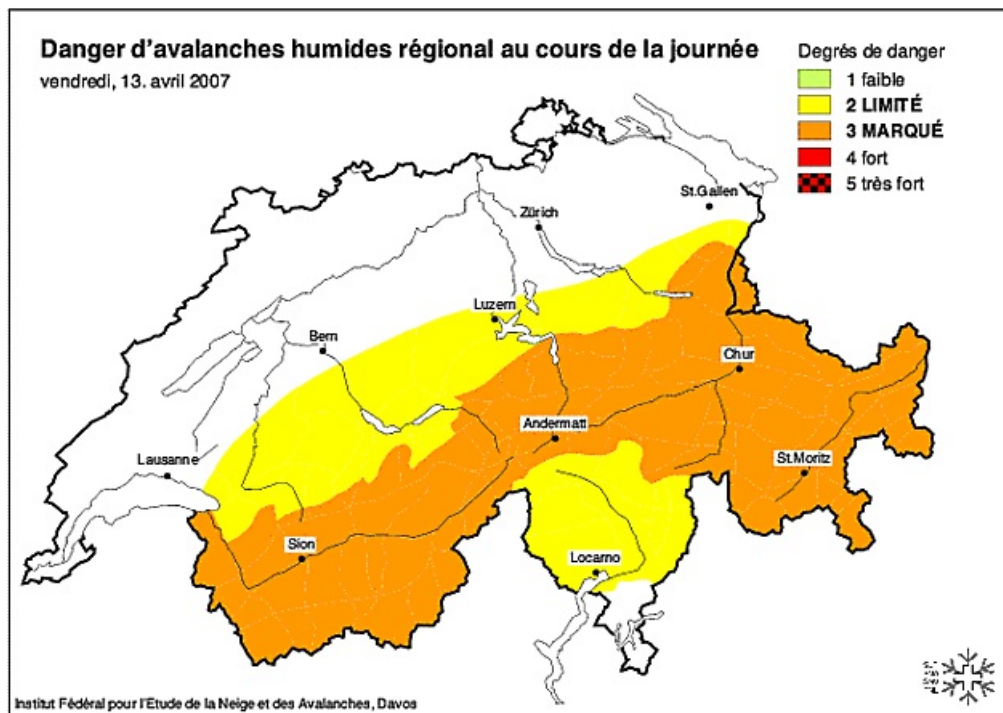 Danger d'avalanches humides régional au cours de la journée
vendredi, 13. avril 2007
Degrés de danger
1 faible
2 LIMITÉ
3 MARQUÉ
4 fort
5 très fort
St.Gallen
Zürich
Luzern
Bern
Chur
Andermatt
Lausanne
St.Moritz
Sion
Locarno
Institut Fédéral pour l'Etude de la Neige et des Avalanches, Davos